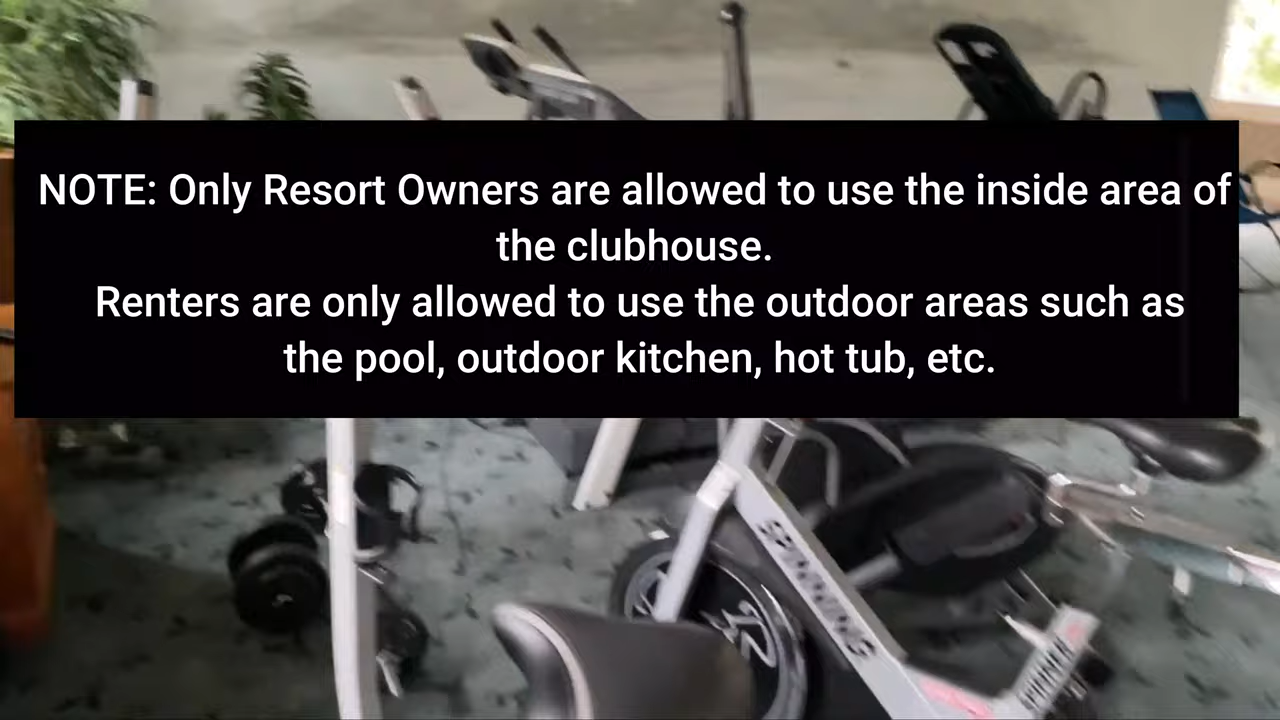 NOTE: Only Resort Owners are allowed to use the inside area of
the clubhouse.
Renters are only allowed to use the outdoor areas such as
the pool, outdoor kitchen, hot tub, etc.
SPINNING